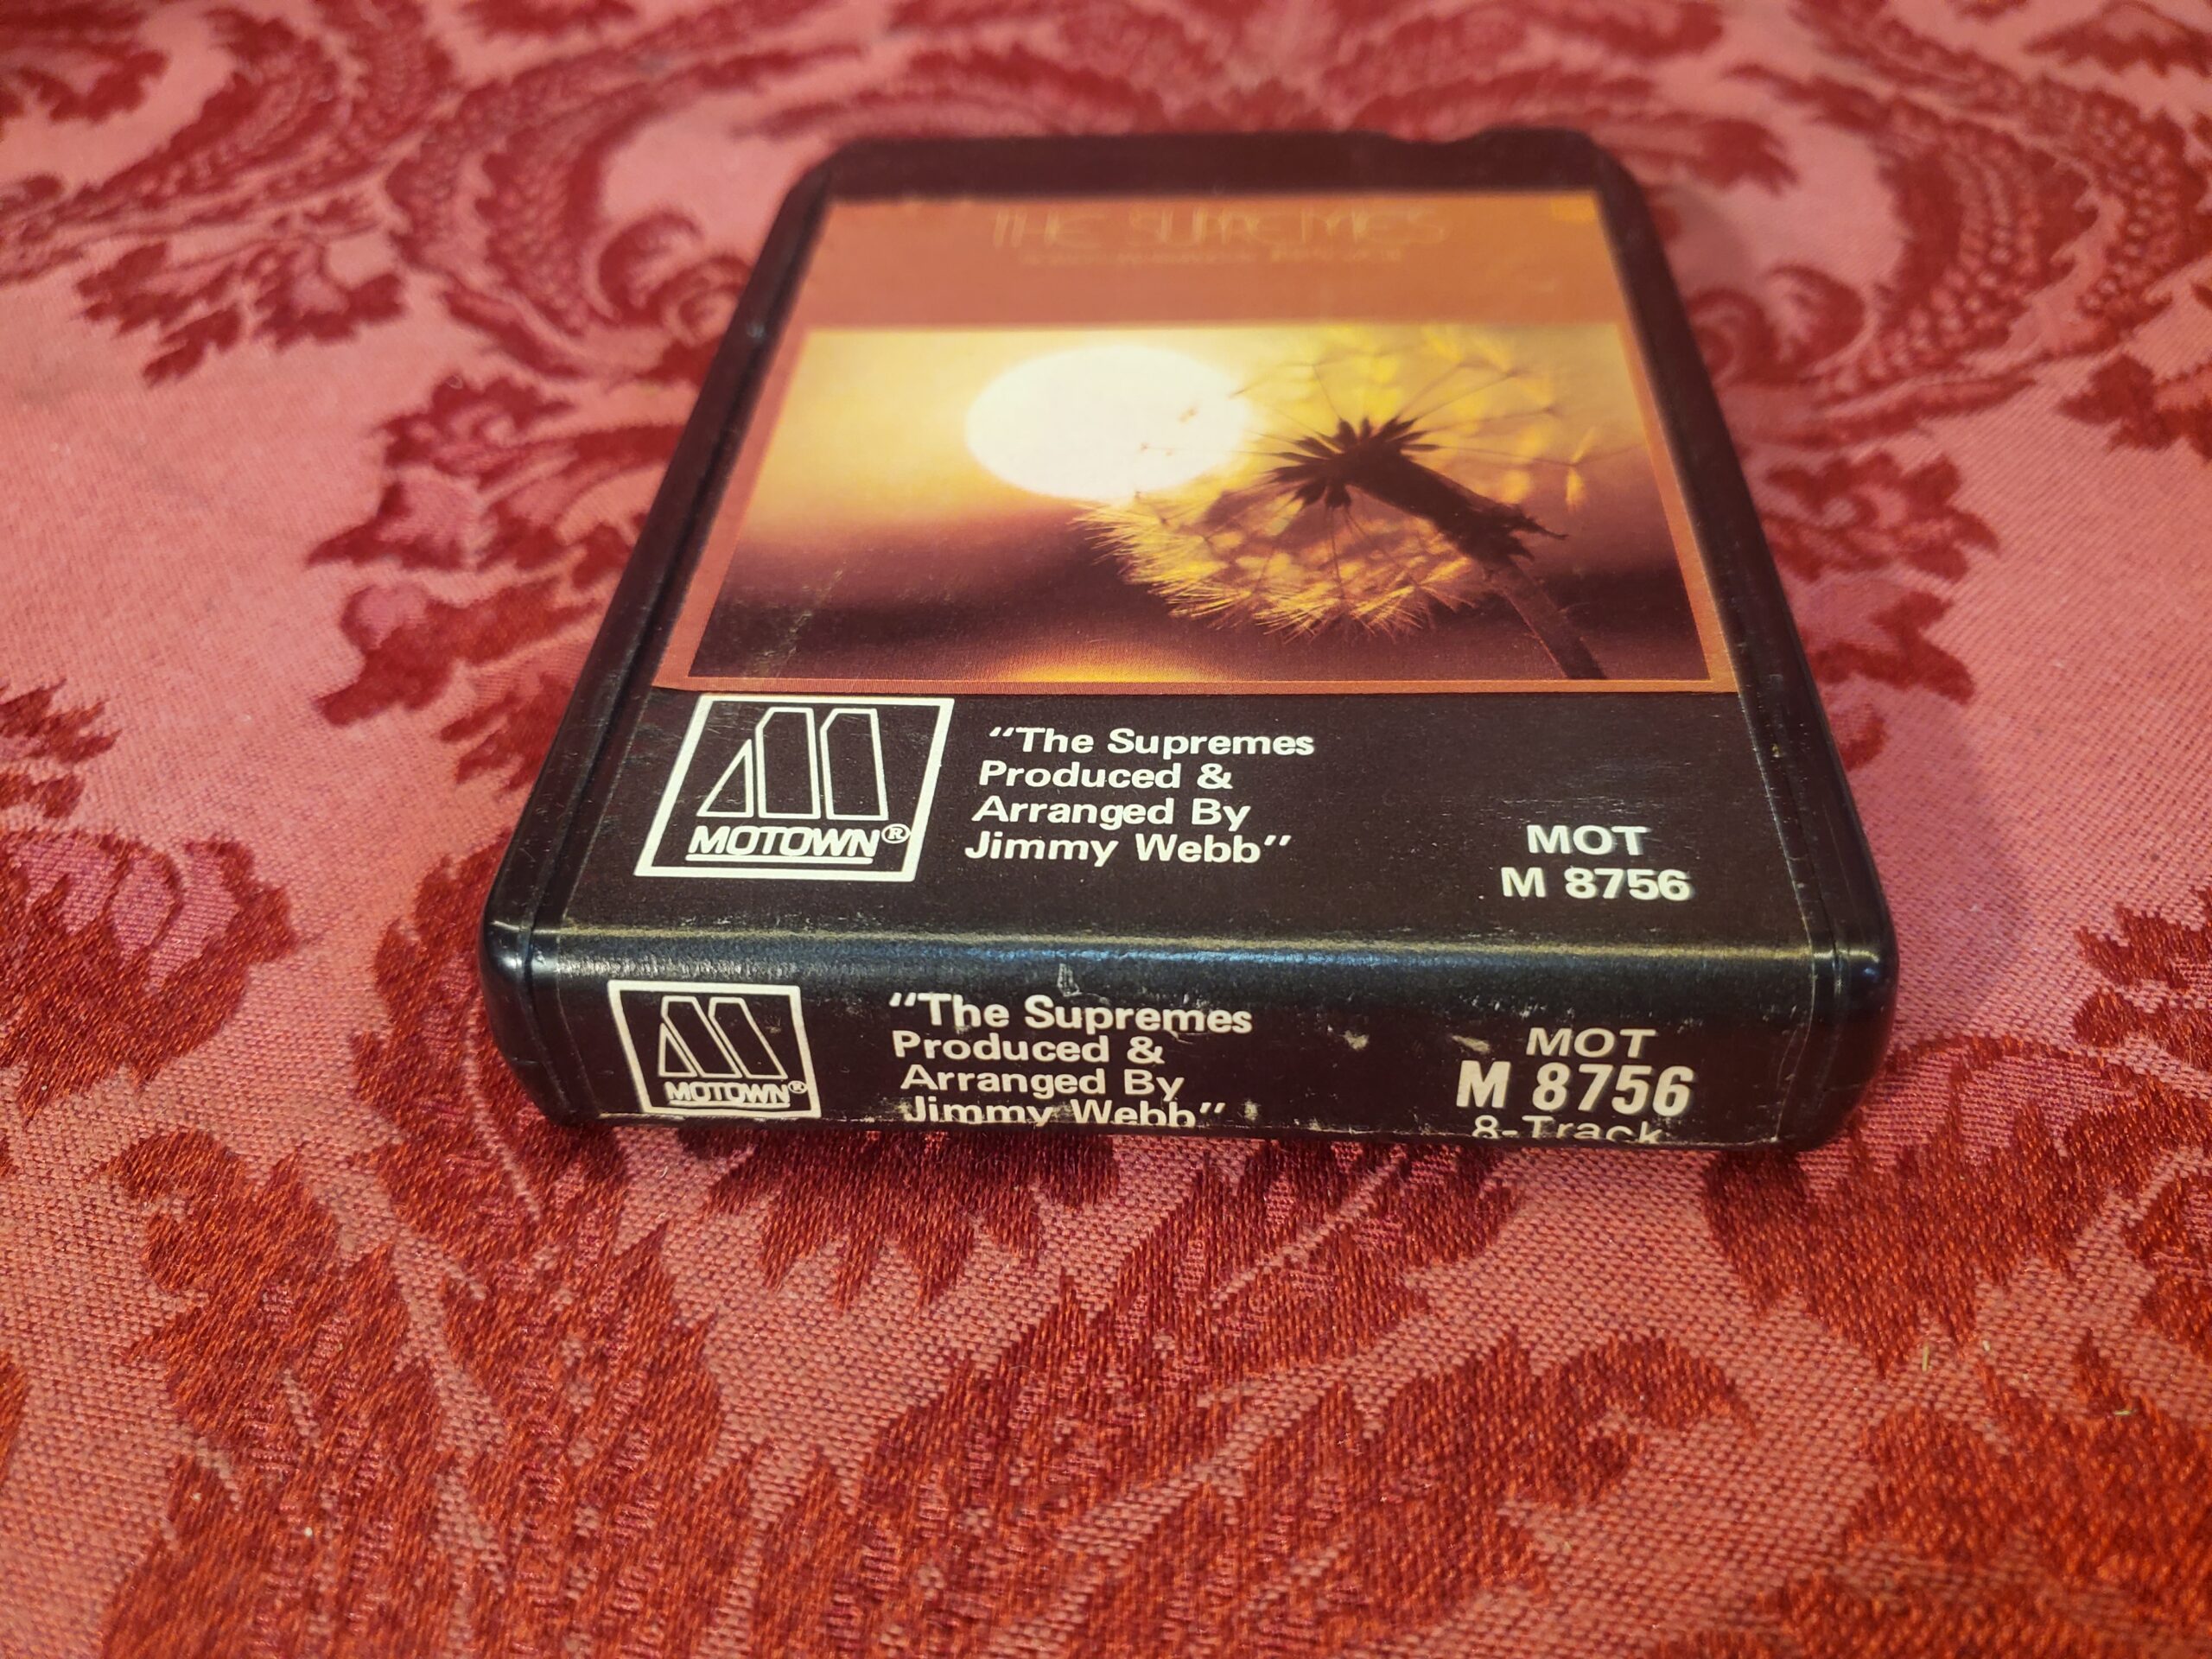 THE SUPREMES
"The Supremes
Produced &
Arranged By
Jimmy Webb"
MOTOWN®
MOT
M 8756
"The Supremes
Produced &
Arranged By
Jimmy Webb"
MOTOWN®
MOT
M 8756
8-Track